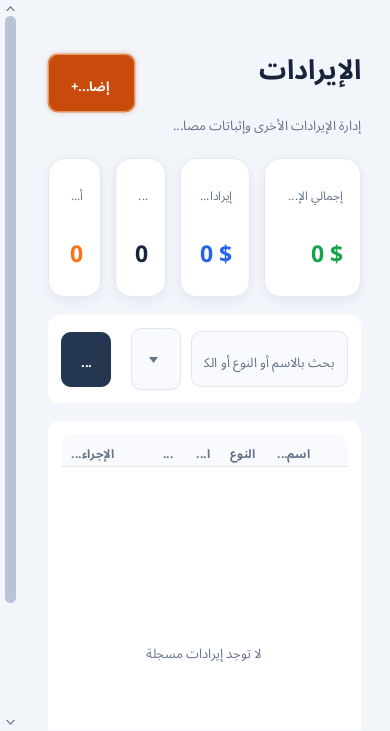 الإيرادات
إضا...+
إدارة الإيرادات الأخرى وإثباتات مصا...
إجمالي الإ...
إيرادا...
...
أ...
$ 0
$ 0
0
0
بحث بالاسم أو النوع أو الك
...
اسم...
النوع
ا...
...
الإجراء...
لا توجد إيرادات مسجلة